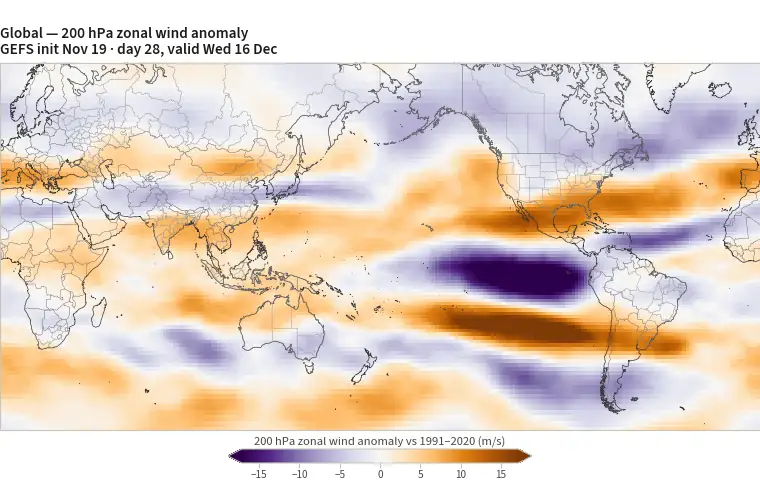 Global — 200 hPa zonal wind anomaly
GEFS init Nov 19 · day 28, valid Wed 16 Dec
200 hPa zonal wind anomaly vs 1991–2020 (m/s)
−15 −10 −5 0 5 10 15